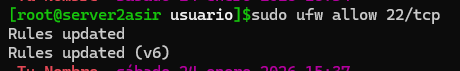 [root@server2asir usuario]$sudo ufw allow 22/tcp
Rules updated
Rules updated (v6)